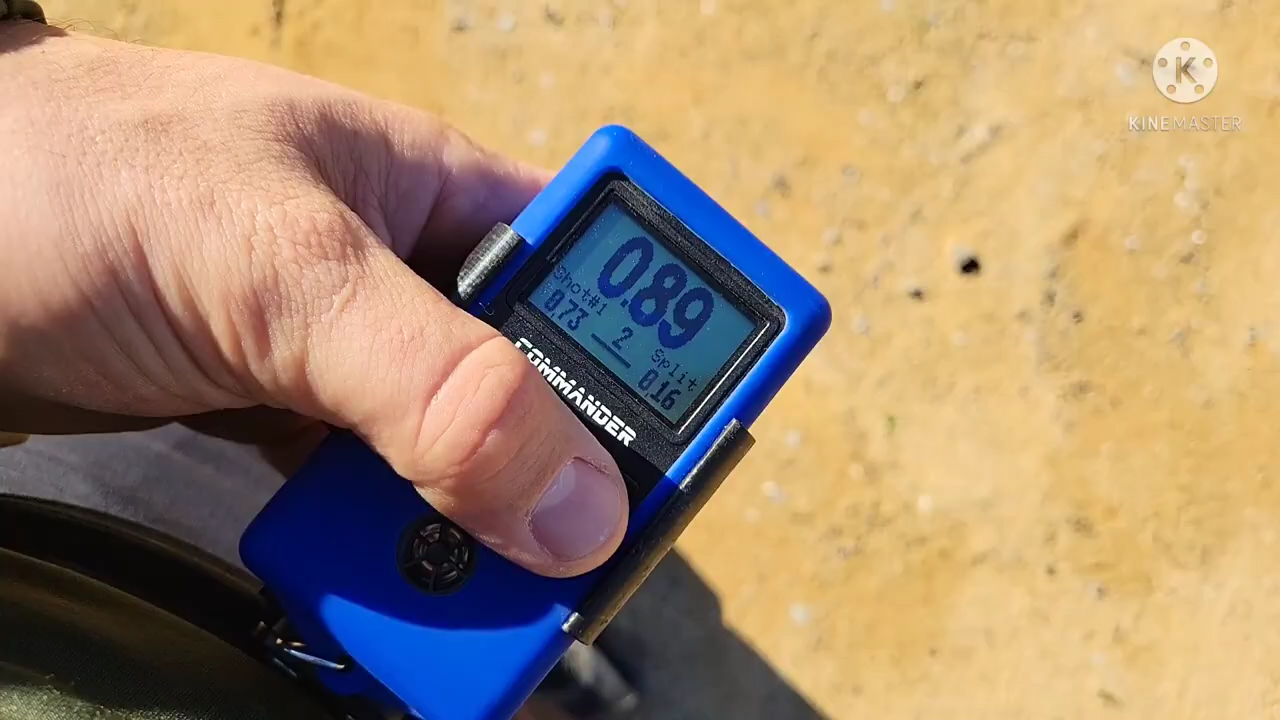 K
KINEMASTER
0.89
Shot#1
0.73
2
Split
0.16
COMMANDER